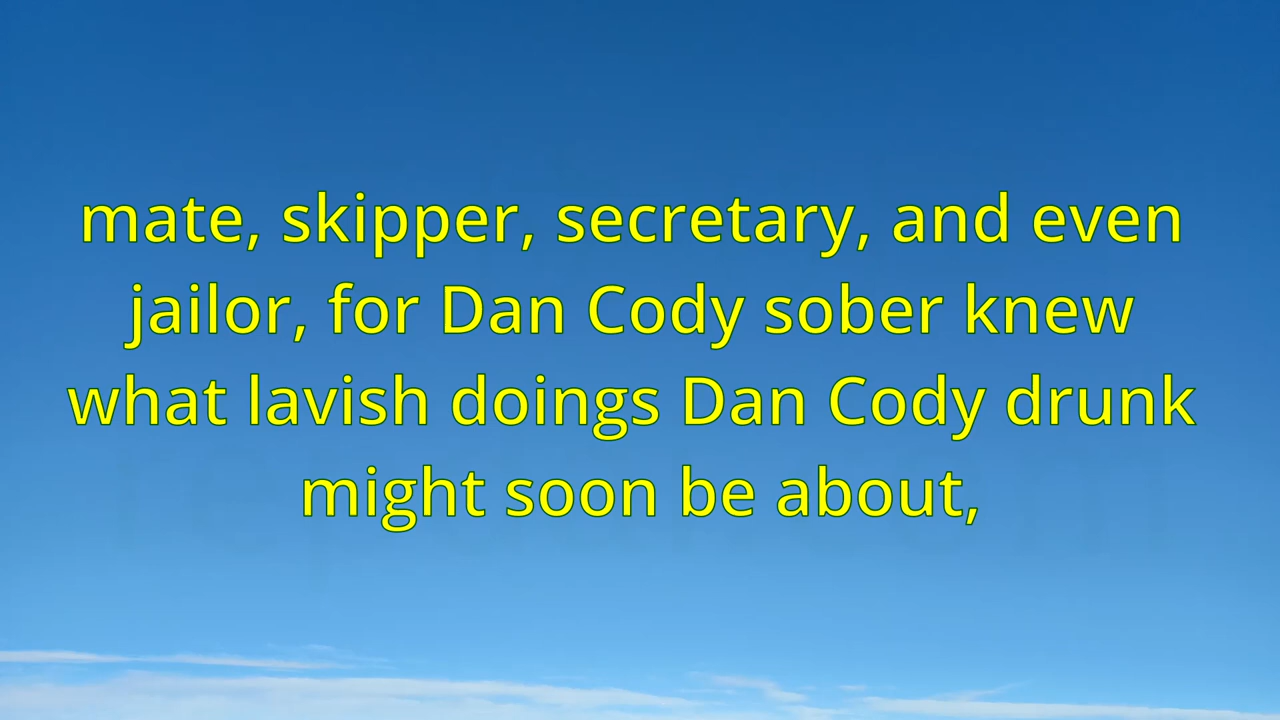 mate, skipper, secretary, and even
jailor, for Dan Cody sober knew
what lavish doings Dan Cody drunk
might soon be about,